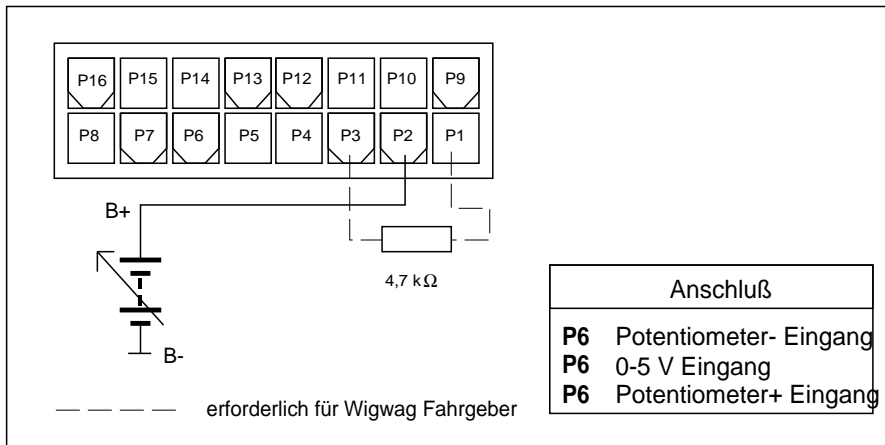 P16 P15 P14 P13 P12 P11 P10 P9
P8 P7 P6 P5 P4 P3 P2 P1
B+
4,7 kΩ
B-
Anschluß
P6 Potentiometer- Eingang
P6 0-5 V Eingang
P6 Potentiometer+ Eingang
erforderlich für Wigwag Fahrgeber